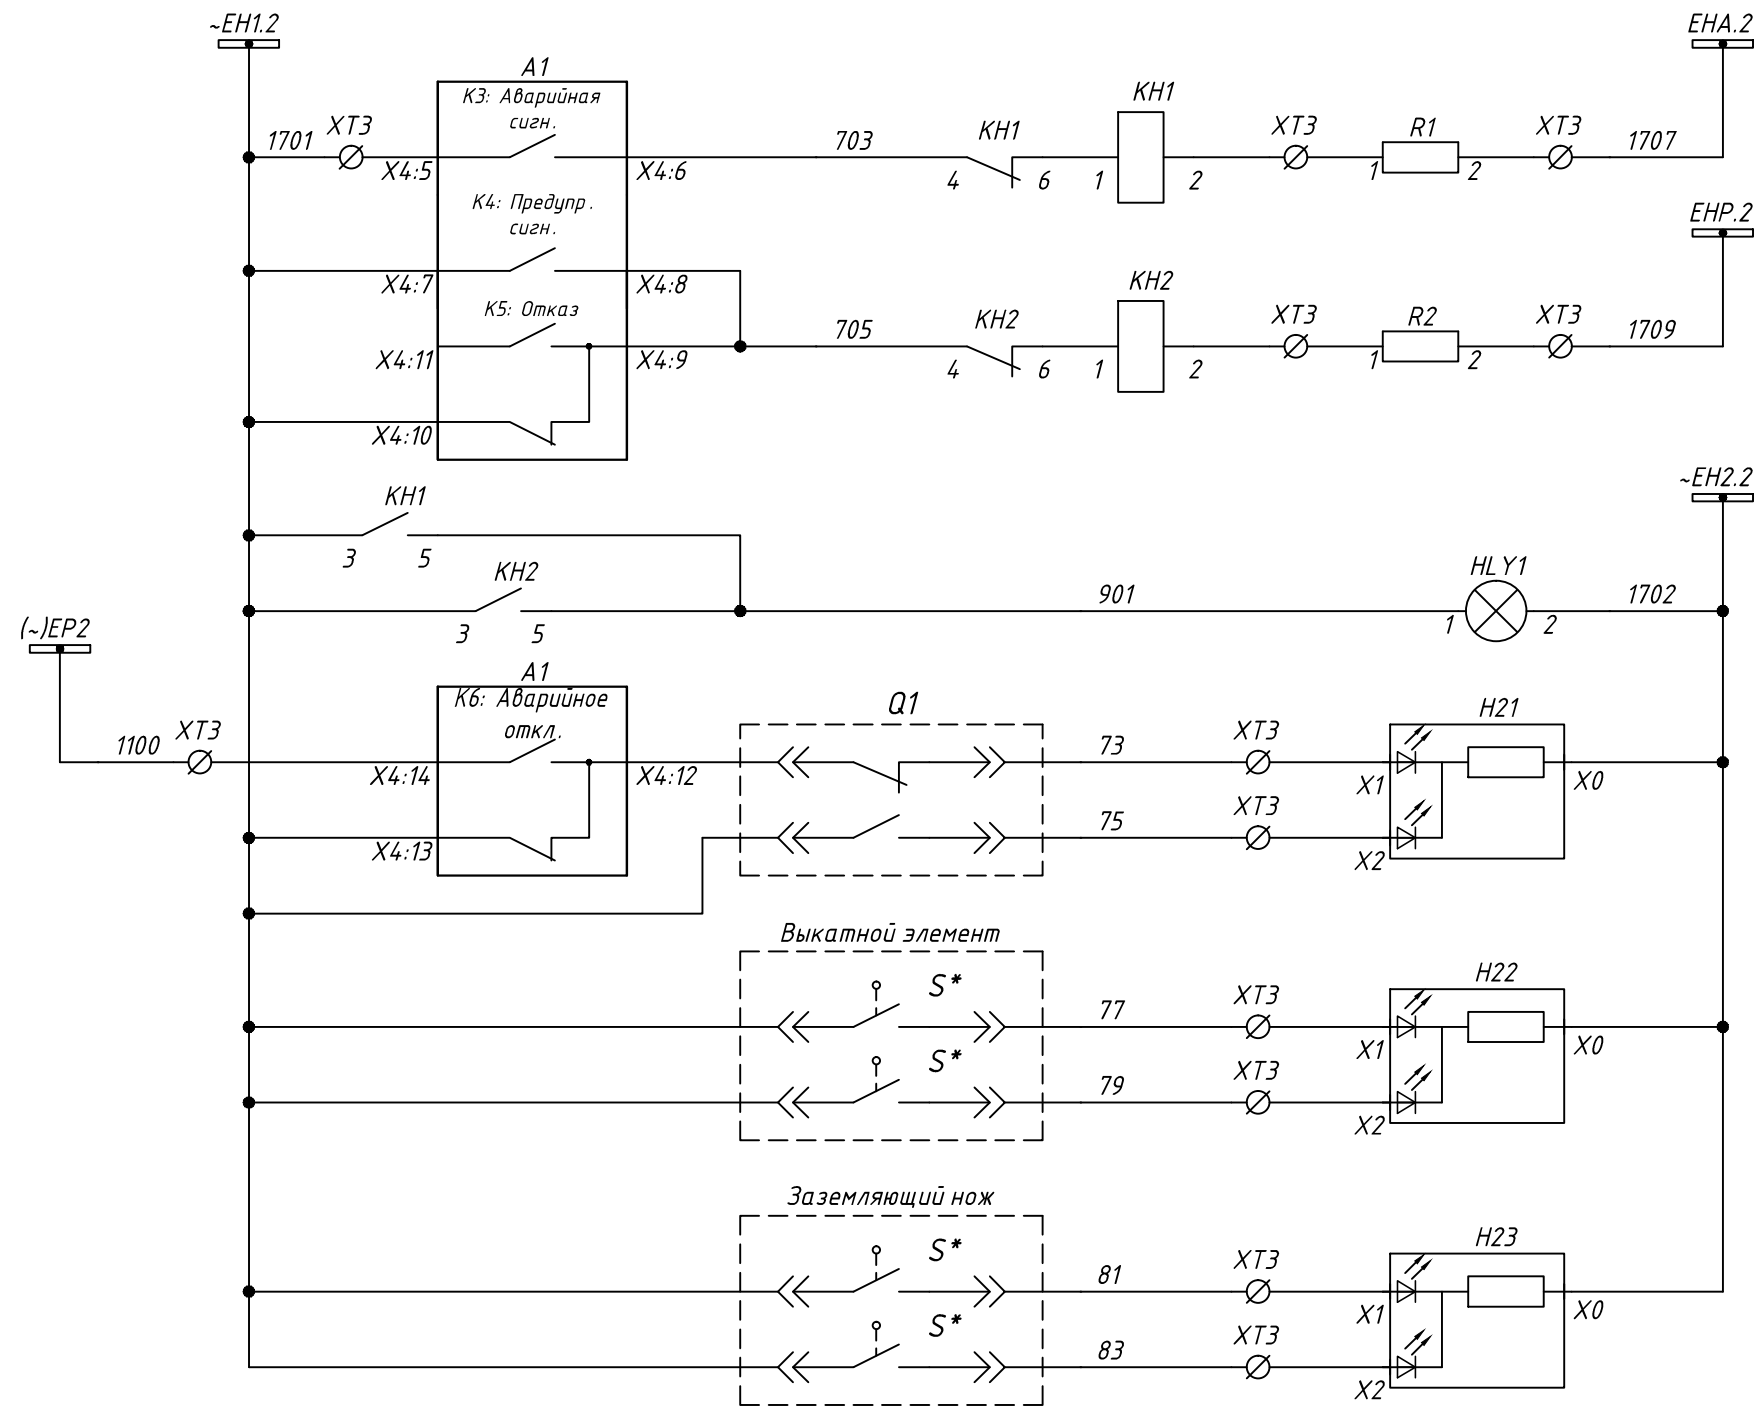 ~EH1.2
EHA.2
A1
K3: Аварийная
сигн.
KH1
1701
XT3
703
KH1
XT3
R1
XT3
1707
X4:5
X4:6
4
6
1
2
1
2
K4: Предупр.
сигн.
EHP.2
X4:7
X4:8
KH2
K5: Отказ
705
KH2
XT3
R2
XT3
1709
X4:11
X4:9
4
6
1
2
1
2
X4:10
~EH2.2
KH1
3
5
KH2
901
HLY1
1702
3
5
1
2
(~)EP2
A1
K6: Аварийное
откл.
Q1
H21
1100
XT3
73
XT3
X4:14
X4:12
X1
X0
75
XT3
X4:13
X2
Выкатной элемент
S*
H22
77
XT3
X1
X0
S*
79
XT3
X2
Заземляющий нож
S*
H23
81
XT3
X1
X0
S*
83
XT3
X2